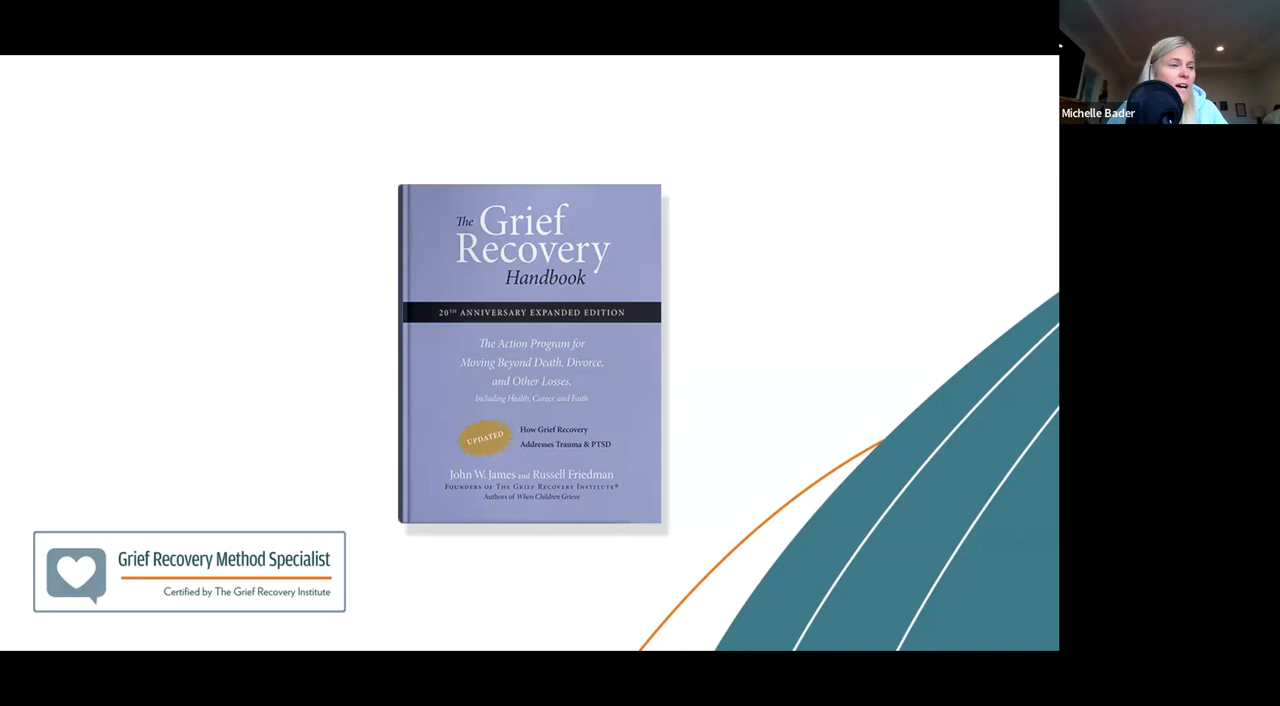 Michelle Bader
The Grief
Recovery
Handbook
20TH ANNIVERSARY EXPANDED EDITION
The Action Program for
Moving Beyond Death, Divorce,
and Other Losses,
Including Health, Career, and Faith
UPDATED
How Grief Recovery
Addresses Trauma & PTSD
John W. James and Russell Friedman
FOUNDERS OF THE GRIEF RECOVERY INSTITUTE®
Authors of When Children Grieve
Grief Recovery Method Specialist
Certified by The Grief Recovery Institute